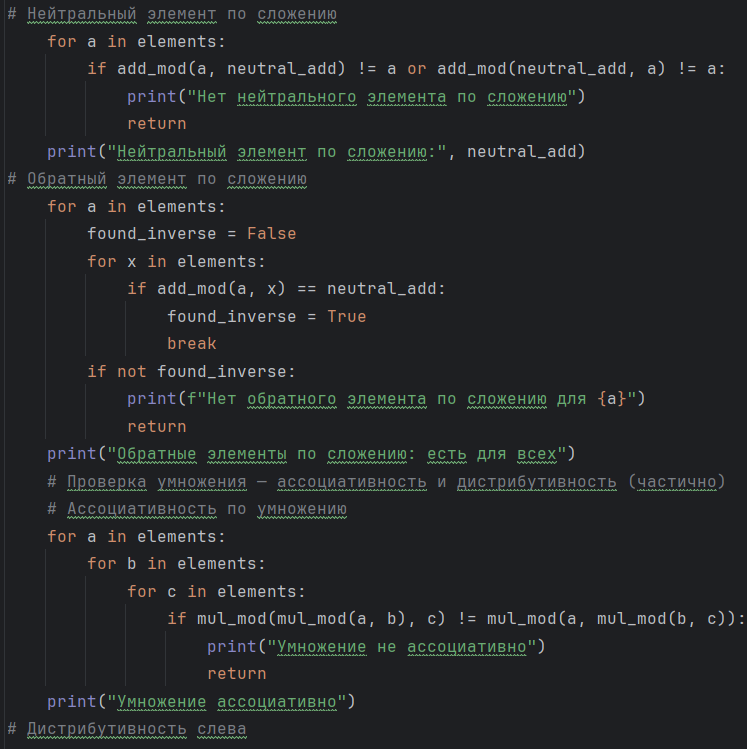 # Нейтральный элемент по сложению
    for a in elements:
        if add_mod(a, neutral_add) != a or add_mod(neutral_add, a) != a:
            print("Нет нейтрального элемента по сложению")
            return
    print("Нейтральный элемент по сложению:", neutral_add)
# Обратный элемент по сложению
    for a in elements:
        found_inverse = False
        for x in elements:
            if add_mod(a, x) == neutral_add:
                found_inverse = True
                break
        if not found_inverse:
            print(f"Нет обратного элемента по сложению для {a}")
            return
    print("Обратные элементы по сложению: есть для всех")
    # Проверка умножения — ассоциативность и дистрибутивность (частично)
    # Ассоциативность по умножению
    for a in elements:
        for b in elements:
            for c in elements:
                if mul_mod(mul_mod(a, b), c) != mul_mod(a, mul_mod(b, c)):
                    print("Умножение не ассоциативно")
                    return
    print("Умножение ассоциативно")
# Дистрибутивность слева